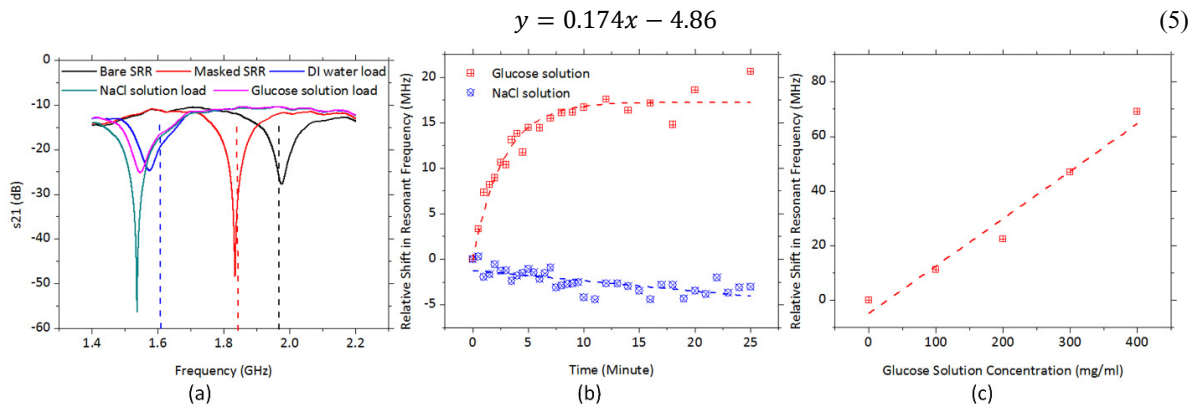 y = 0.174x − 4.86 (5)
Bare SRR Masked SRR DI water load
NaCl solution load Glucose solution load
s21 (dB)
0
-10
-20
-30
-40
-50
-60
1.4 1.6 1.8 2.0 2.2
Frequency (GHz)
(a)
Glucose solution
NaCl solution
Relative Shift in Resonant Frequency (MHz)
20
15
10
5
0
-5
0 5 10 15 20 25
Time (Minute)
(b)
Relative Shift in Resonant Frequency (MHz)
80
60
40
20
0
0 100 200 300 400
Glucose Solution Concentration (mg/ml)
(c)